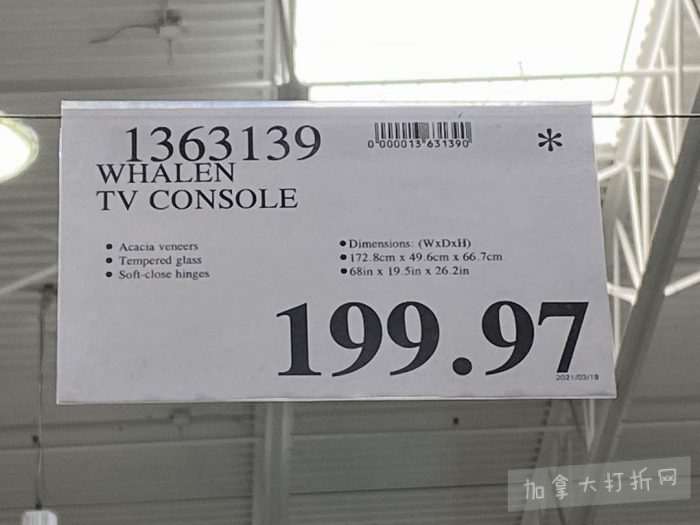 1363139
0 000013 631390
*
WHALEN
TV CONSOLE
• Acacia veneers
• Tempered glass
• Soft-close hinges
• Dimensions: (WxDxH)
• 172.8cm x 49.6cm x 66.7cm
• 68in x 19.5in x 26.2in
199.97
2021/03/18
加拿大打折网